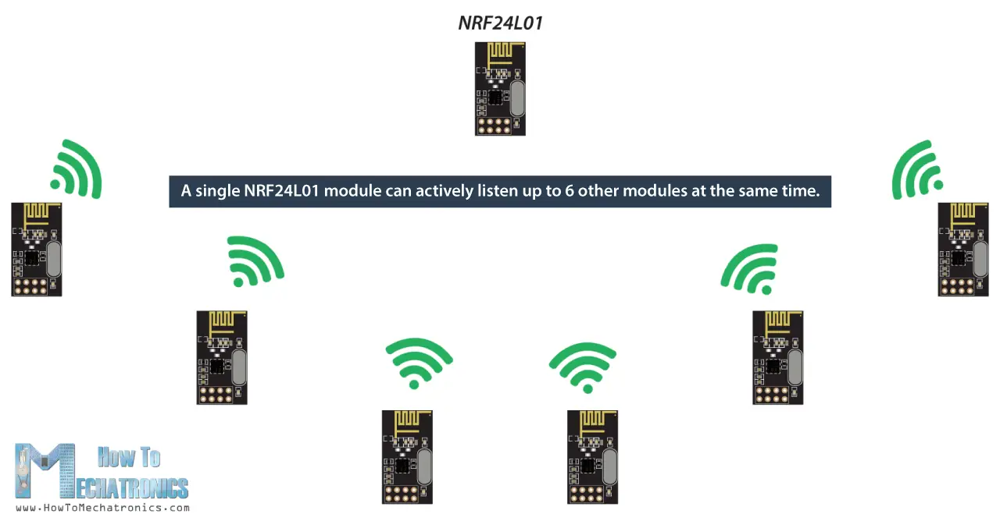 NRF24L01
A single NRF24L01 module can actively listen up to 6 other modules at the same time.
How To
MECHATRONICS
www.HowToMechatronics.com